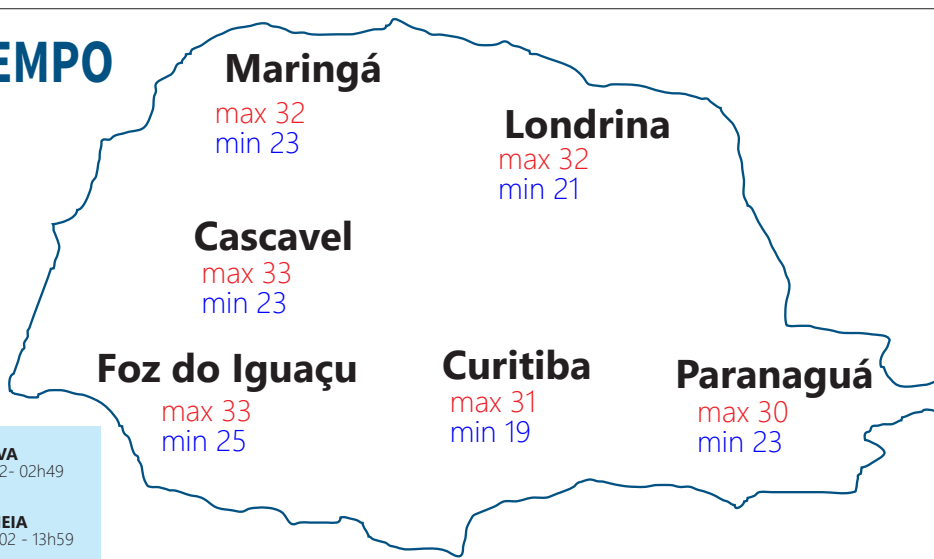 EMPO
Maringá
max 32
min 23
Londrina
max 32
min 21
Cascavel
max 33
min 23
Foz do Iguaçu
max 33
min 25
Curitiba
max 31
min 19
Paranaguá
max 30
min 23
VA
2- 02h49
EIA
02 - 13h59